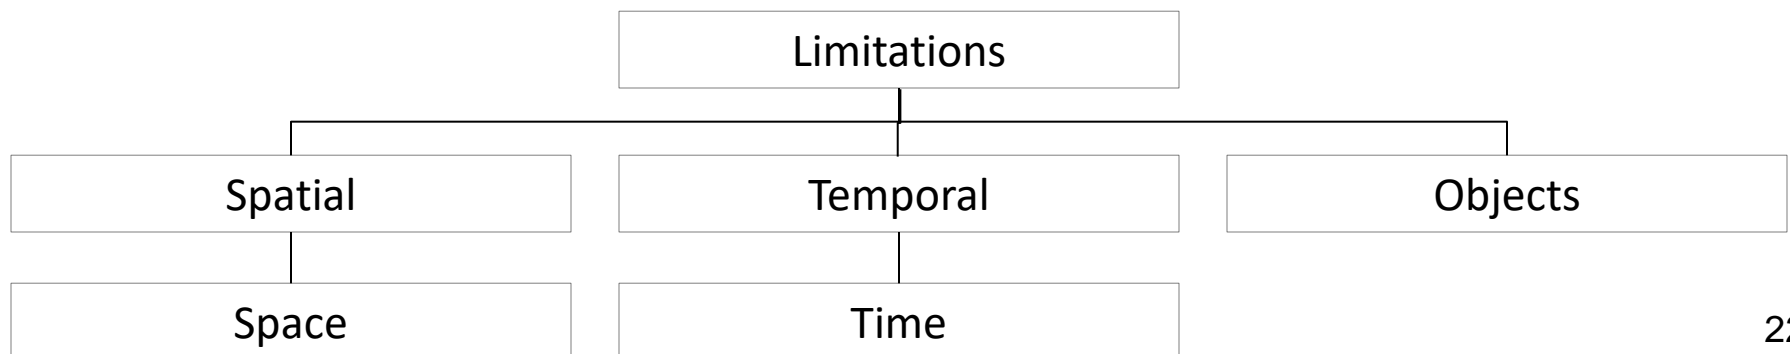 Limitations
Spatial
Temporal
Objects
Space
Time